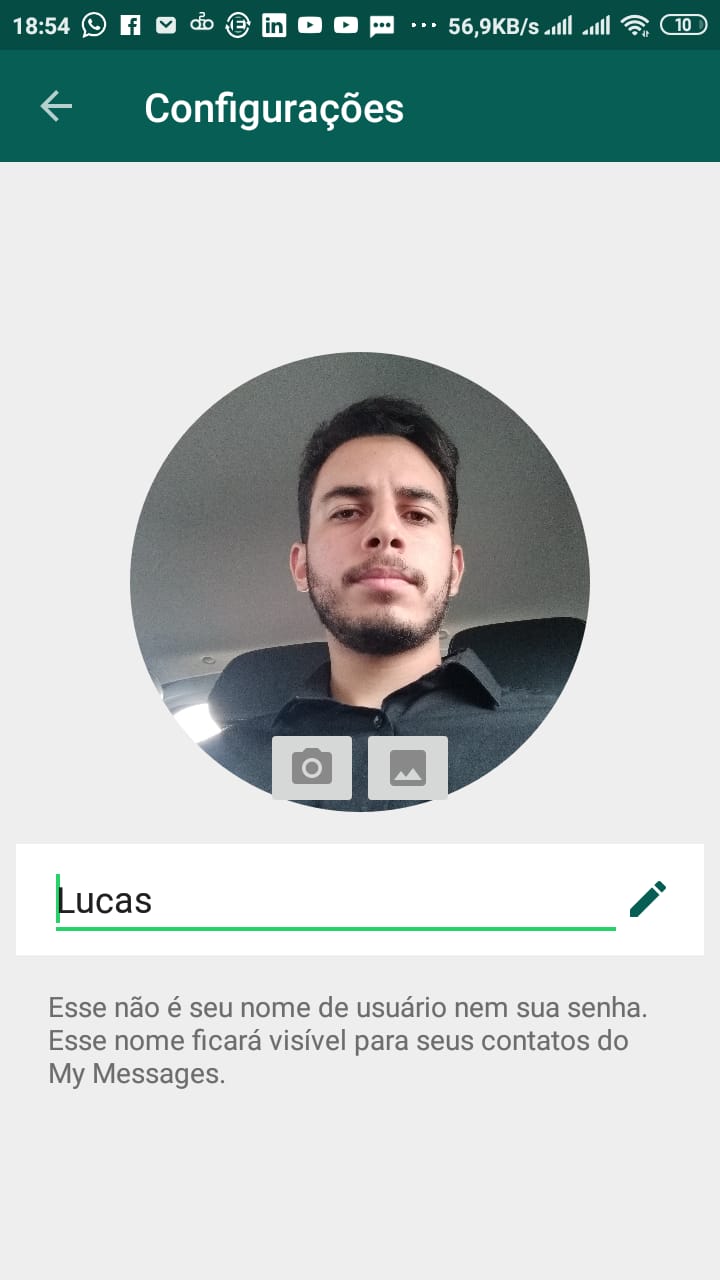 18:54 56,9KB/s 10
Configurações
Lucas
Esse não é seu nome de usuário nem sua senha.
Esse nome ficará visível para seus contatos do
My Messages.